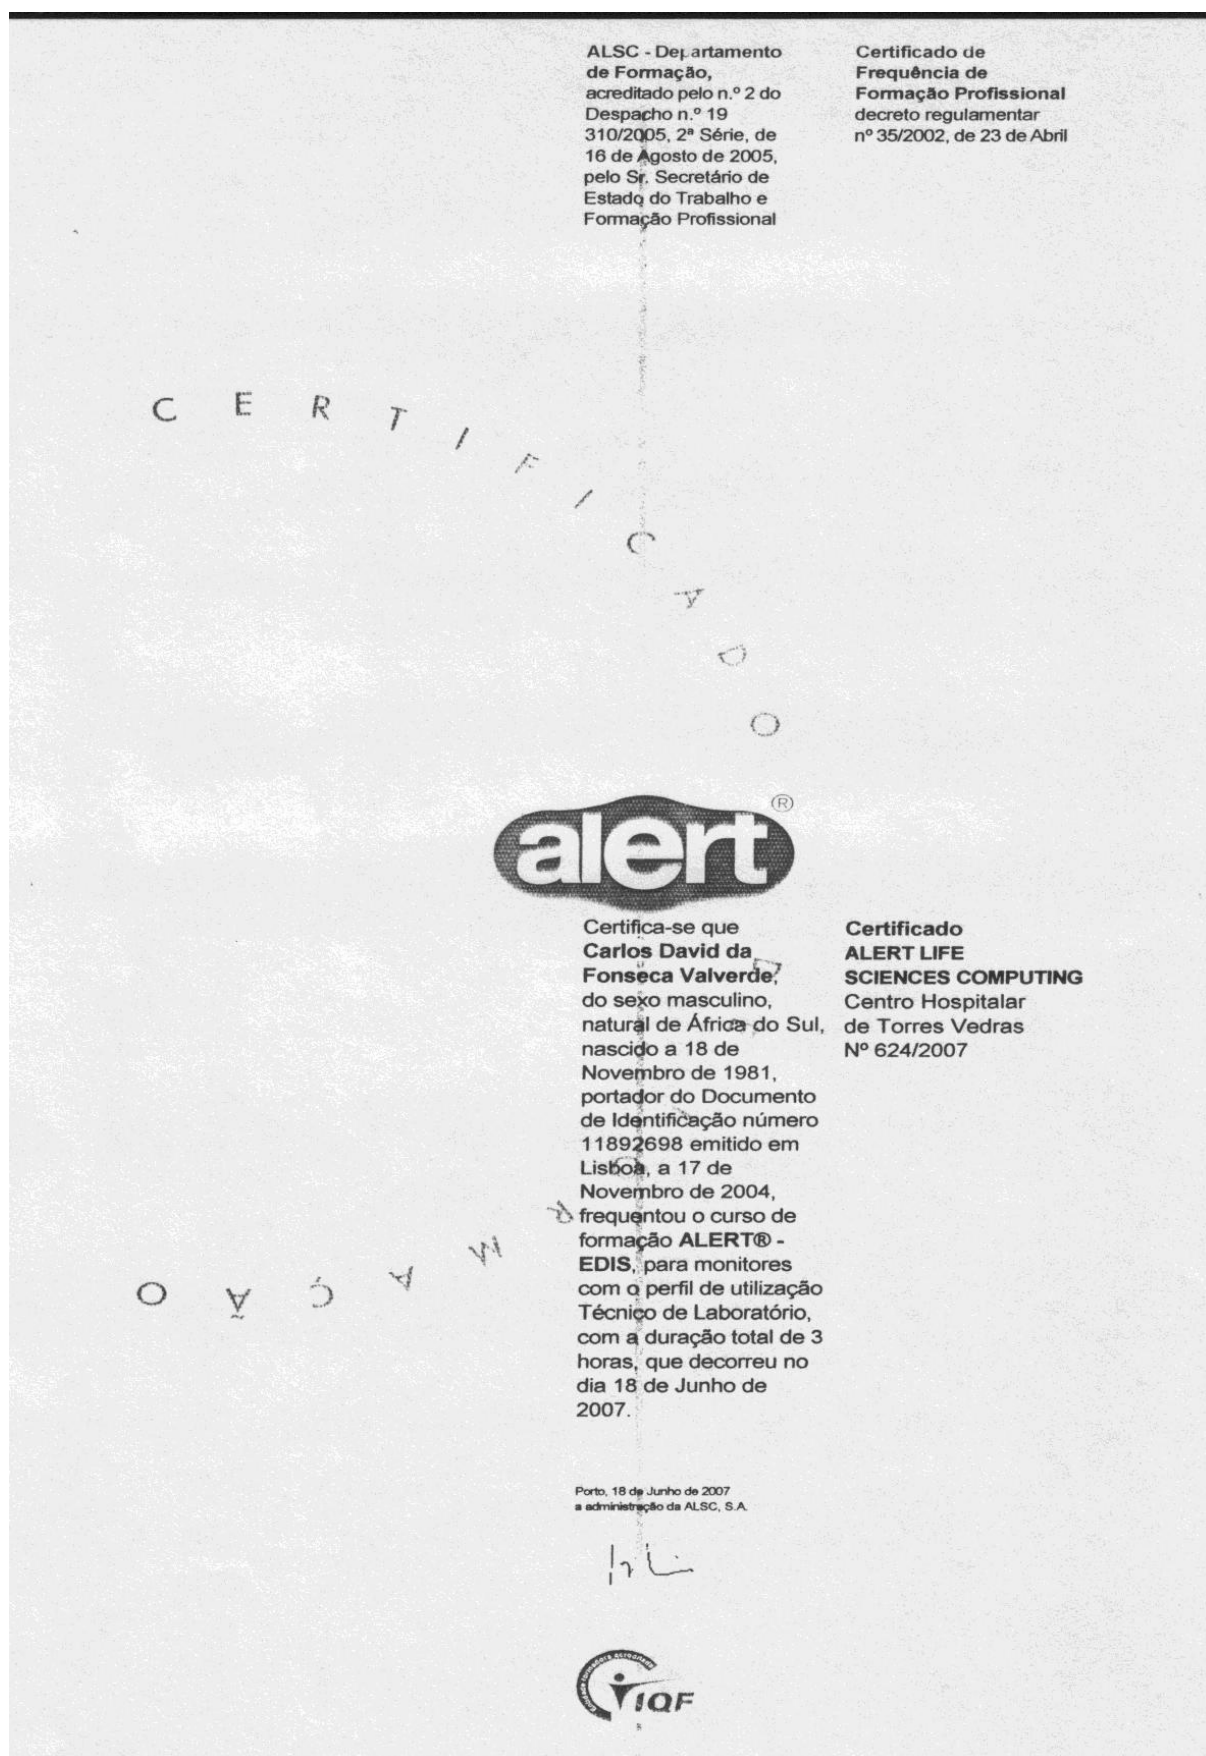 ALSC - Departamento
de Formação,
acreditado pelo n.º 2 do
Despacho n.º 19
310/2005, 2ª Série, de
16 de Agosto de 2005,
pelo Sr. Secretário de
Estado do Trabalho e
Formação Profissional
Certificado de
Frequência de
Formação Profissional
decreto regulamentar
nº 35/2002, de 23 de Abril
CERTIFICADO
D
FORMAÇÃO
alert®
Certifica-se que
Carlos David da
Fonseca Valverde,
do sexo masculino,
natural de África do Sul,
nascido a 18 de
Novembro de 1981,
portador do Documento
de Identificação número
11892698 emitido em
Lisboa, a 17 de
Novembro de 2004,
frequentou o curso de
formação ALERT® -
EDIS, para monitores
com o perfil de utilização
Técnico de Laboratório,
com a duração total de 3
horas, que decorreu no
dia 18 de Junho de
2007.
Certificado
ALERT LIFE
SCIENCES COMPUTING
Centro Hospitalar
de Torres Vedras
Nº 624/2007
Porto, 18 de Junho de 2007
a administração da ALSC, S.A.
Entidade formadora acreditada
IQF